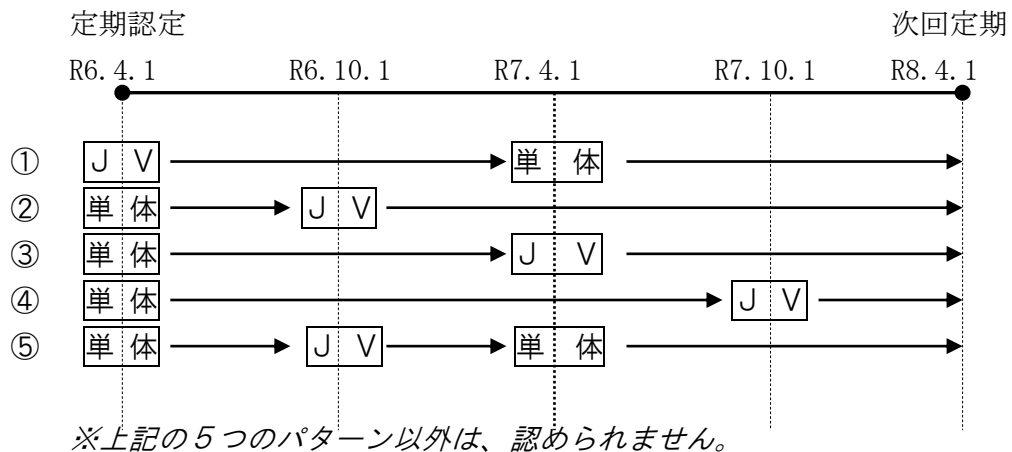 定期認定 次回定期
R6.4.1 R6.10.1 R7.4.1 R7.10.1 R8.4.1
① ＪＶ 単体
② 単体 ＪＶ
③ 単体 ＪＶ
④ 単体 ＪＶ
⑤ 単体 ＪＶ 単体
※上記の５つのパターン以外は、認められません。